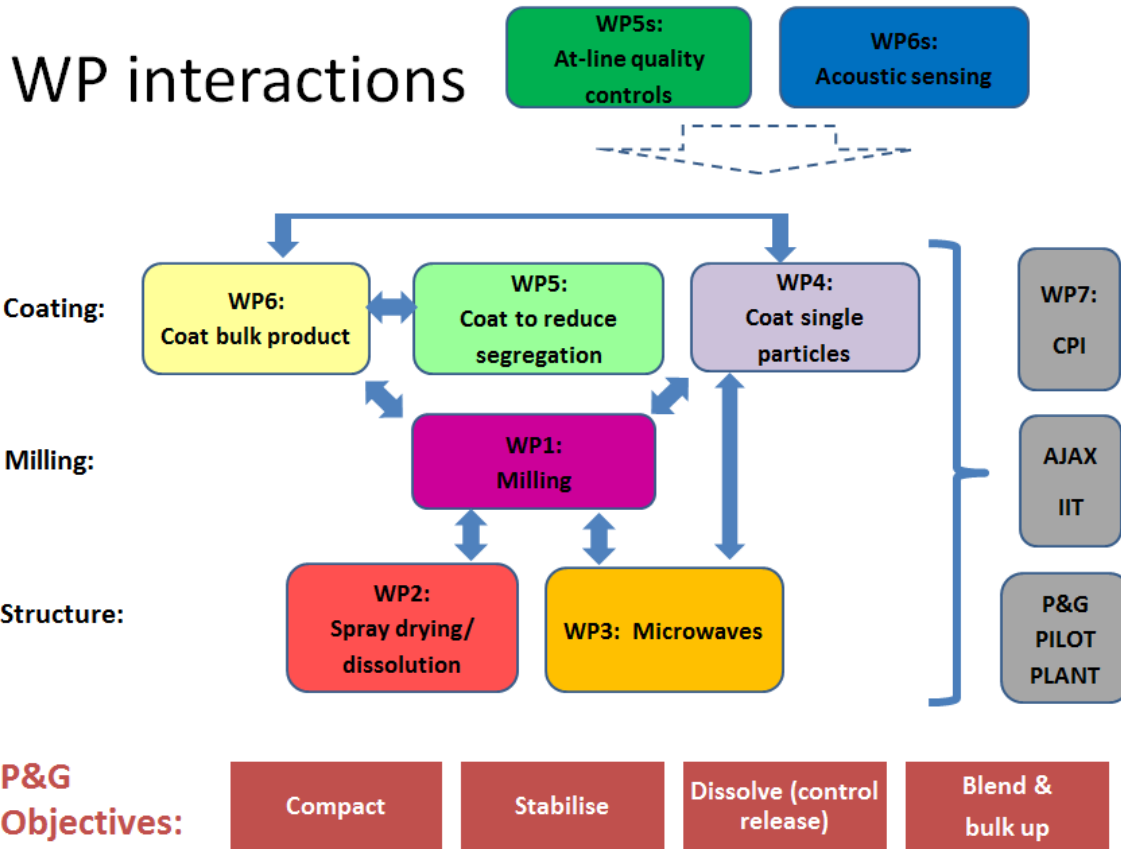 WP interactions
WP5s:
At-line quality
controls
WP6s:
Acoustic sensing
Coating:
WP6:
Coat bulk product
WP5:
Coat to reduce
segregation
WP4:
Coat single
particles
WP7:
CPI
Milling:
WP1:
Milling
AJAX
IIT
Structure:
WP2:
Spray drying/
dissolution
WP3: Microwaves
P&G
PILOT
PLANT
P&G
Objectives:
Compact
Stabilise
Dissolve (control
release)
Blend &
bulk up